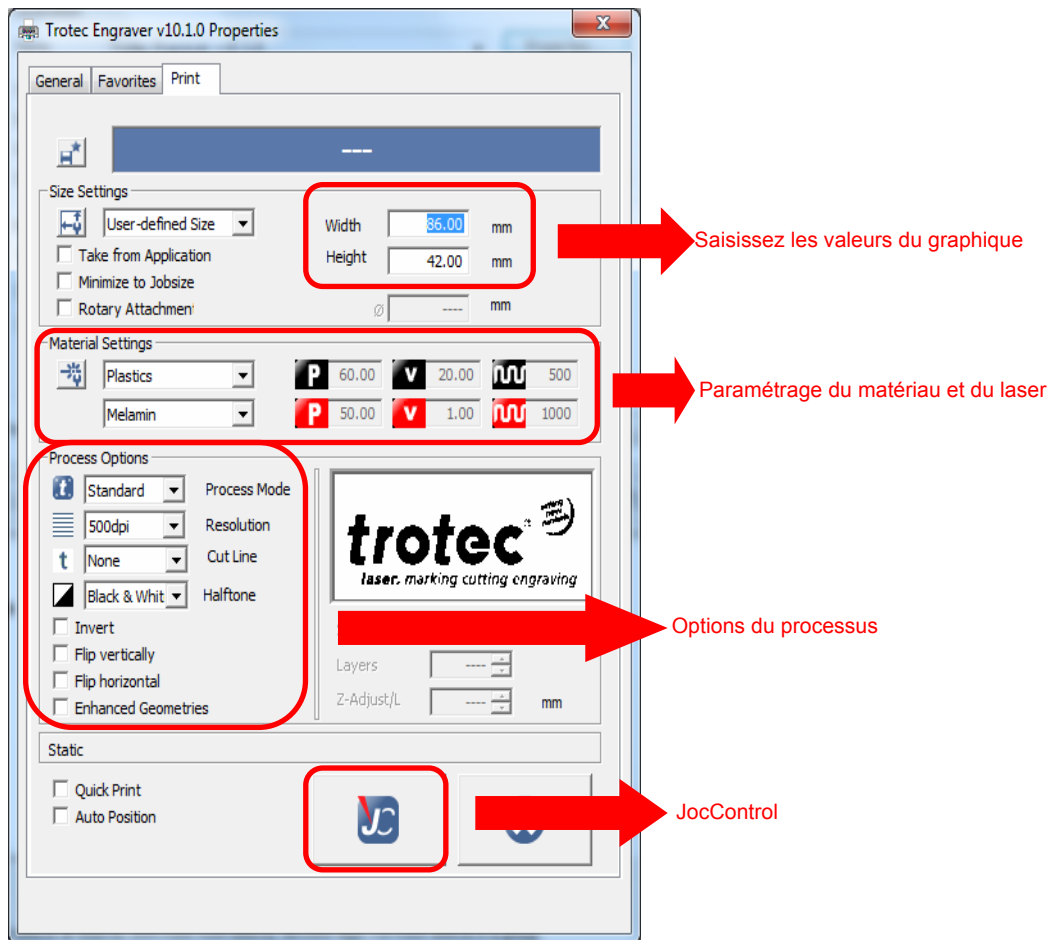 Trotec Engraver v10.1.0 Properties
General Favorites Print
---
Size Settings
User-defined Size Width 86.00 mm
Saisissez les valeurs du graphique
Take from Application Height 42.00 mm
Minimize to Jobsize
Rotary Attachment Ø ---- mm
Material Settings
Plastics P 60.00 v 20.00 500
Paramétrage du matériau et du laser
Melamin P 50.00 v 1.00 1000
Process Options
t Standard Process Mode
500dpi Resolution
t None Cut Line
Black & Whit Halftone
trotec
laser. marking cutting engraving
Invert
Options du processus
Flip vertically
Layers ----
Flip horizontal
Z-Adjust/L ---- mm
Enhanced Geometries
Static
Quick Print
Auto Position
JC
JocControl